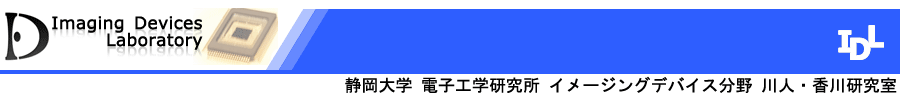 Imaging Devices
Laboratory
IDL
静岡大学 電子工学研究所 イメージングデバイス分野 川人・香川研究室